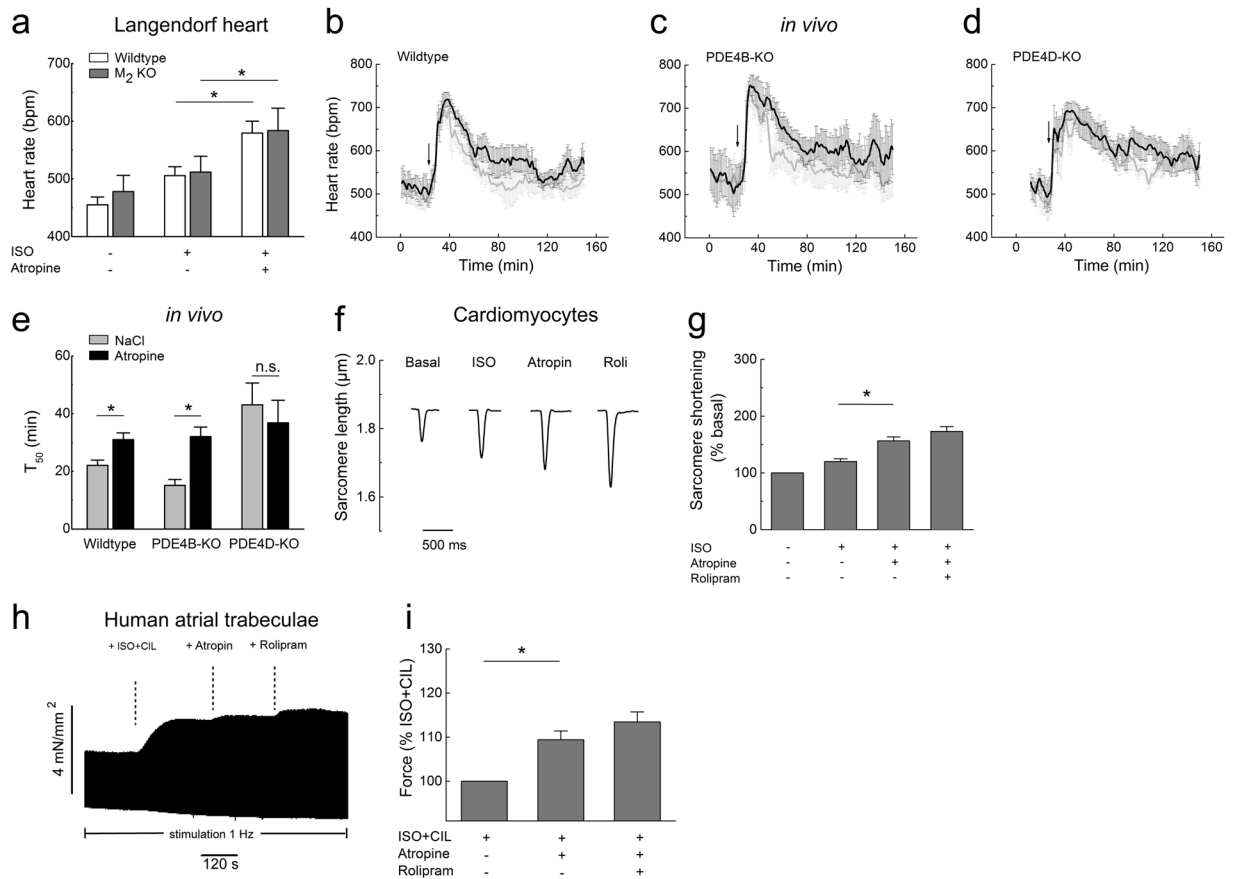 a Langendorf heart
Wildtype
M2 KO
Heart rate (bpm)
700
600
500
400
* 
*
ISO - + +
Atropine - - +
b
Wildtype
Heart rate (bpm)
800
700
600
500
400
0 40 80 120 160
Time (min)
c in vivo
PDE4B-KO
800
700
600
500
400
0 40 80 120 160
Time (min)
d
PDE4D-KO
800
700
600
500
400
0 40 80 120 160
Time (min)
e in vivo
NaCl
Atropine
T50 (min)
60
40
20
0
* * n.s.
Wildtype PDE4B-KO PDE4D-KO
f Cardiomyocytes
Basal ISO Atropin Roli
Sarcomere length (µm)
2.0
1.8
1.6
500 ms
g
Sarcomere shortening
(% basal)
300
200
150
100
50
0
*
ISO - + + +
Atropine - - + +
Rolipram - - - +
h Human atrial trabeculae
+ ISO+CIL + Atropin + Rolipram
4 mN/mm2
stimulation 1 Hz
120 s
i
Force (% ISO+CIL)
130
120
110
100
*
ISO+CIL + + +
Atropine - + +
Rolipram - - +